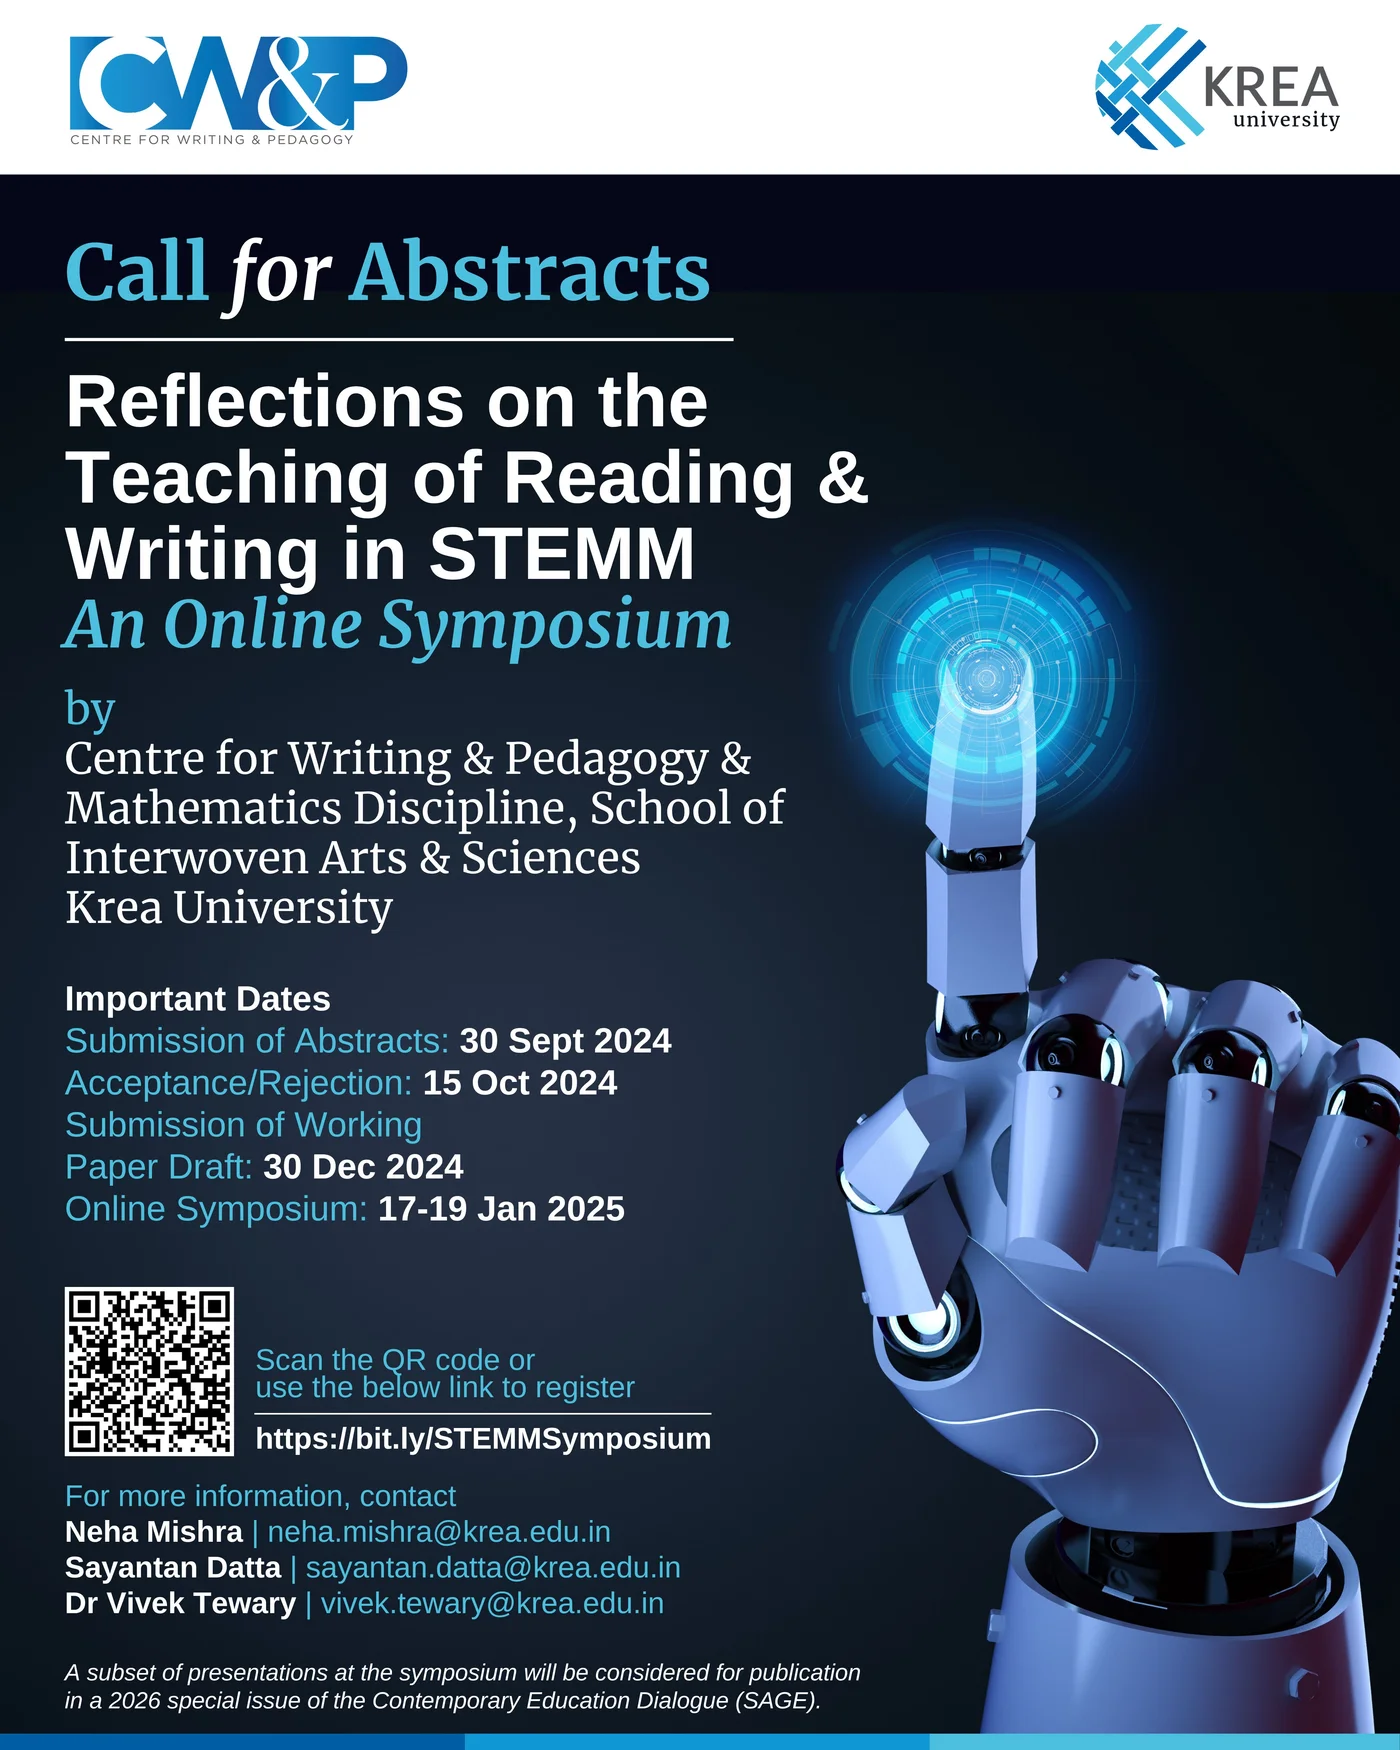 CW&P
CENTRE FOR WRITING & PEDAGOGY
KREA
university
Call for Abstracts
Reflections on the
Teaching of Reading &
Writing in STEMM
An Online Symposium
by
Centre for Writing & Pedagogy &
Mathematics Discipline, School of
Interwoven Arts & Sciences
Krea University
Important Dates
Submission of Abstracts: 30 Sept 2024
Acceptance/Rejection: 15 Oct 2024
Submission of Working
Paper Draft: 30 Dec 2024
Online Symposium: 17-19 Jan 2025
Scan the QR code or
use the below link to register
https://bit.ly/STEMMSymposium
For more information, contact
Neha Mishra | neha.mishra@krea.edu.in
Sayantan Datta | sayantan.datta@krea.edu.in
Dr Vivek Tewary | vivek.tewary@krea.edu.in
A subset of presentations at the symposium will be considered for publication
in a 2026 special issue of the Contemporary Education Dialogue (SAGE).